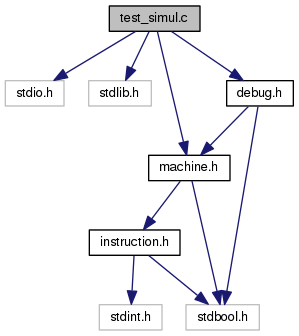 test_simul.c
stdio.h
stdlib.h
debug.h
machine.h
instruction.h
stdint.h
stdbool.h